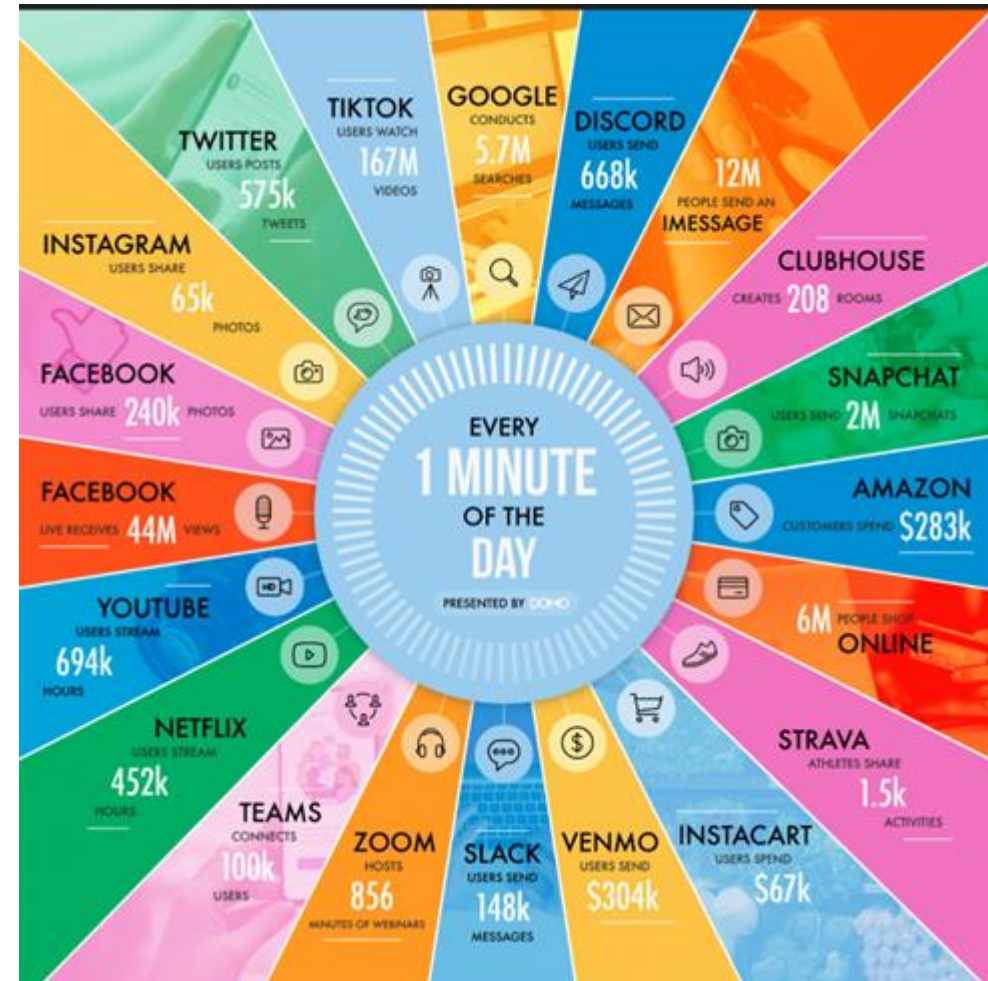 GOOGLE
CONDUCTS
5.7M
SEARCHES
DISCORD
USERS SEND
668k
MESSAGES
12M
PEOPLE SEND AN
IMESSAGE
CLUBHOUSE
CREATES 208 ROOMS
SNAPCHAT
USERS SEND 2M SNAPCHATS
AMAZON
CUSTOMERS SPEND $283k
6M PEOPLE SHOP
ONLINE
STRAVA
ATHLETES SHARE
1.5k
ACTIVITIES
INSTACART
USERS SPEND
$67k
VENMO
USERS SEND
$304k
SLACK
USERS SEND
148k
MESSAGES
ZOOM
HOSTS
856
MINUTES OF WEBINARS
TEAMS
CONNECTS
100k
USERS
NETFLIX
USERS STREAM
452k
HOURS
YOUTUBE
USERS STREAM
694k
HOURS
FACEBOOK
LIVE RECEIVES 44M VIEWS
FACEBOOK
USERS SHARE 240k PHOTOS
INSTAGRAM
USERS SHARE
65k
PHOTOS
TWITTER
USERS POSTS
575k
TWEETS
TIKTOK
USERS WATCH
167M
VIDEOS
EVERY
1 MINUTE
OF THE
DAY
PRESENTED BY DOMO
HD